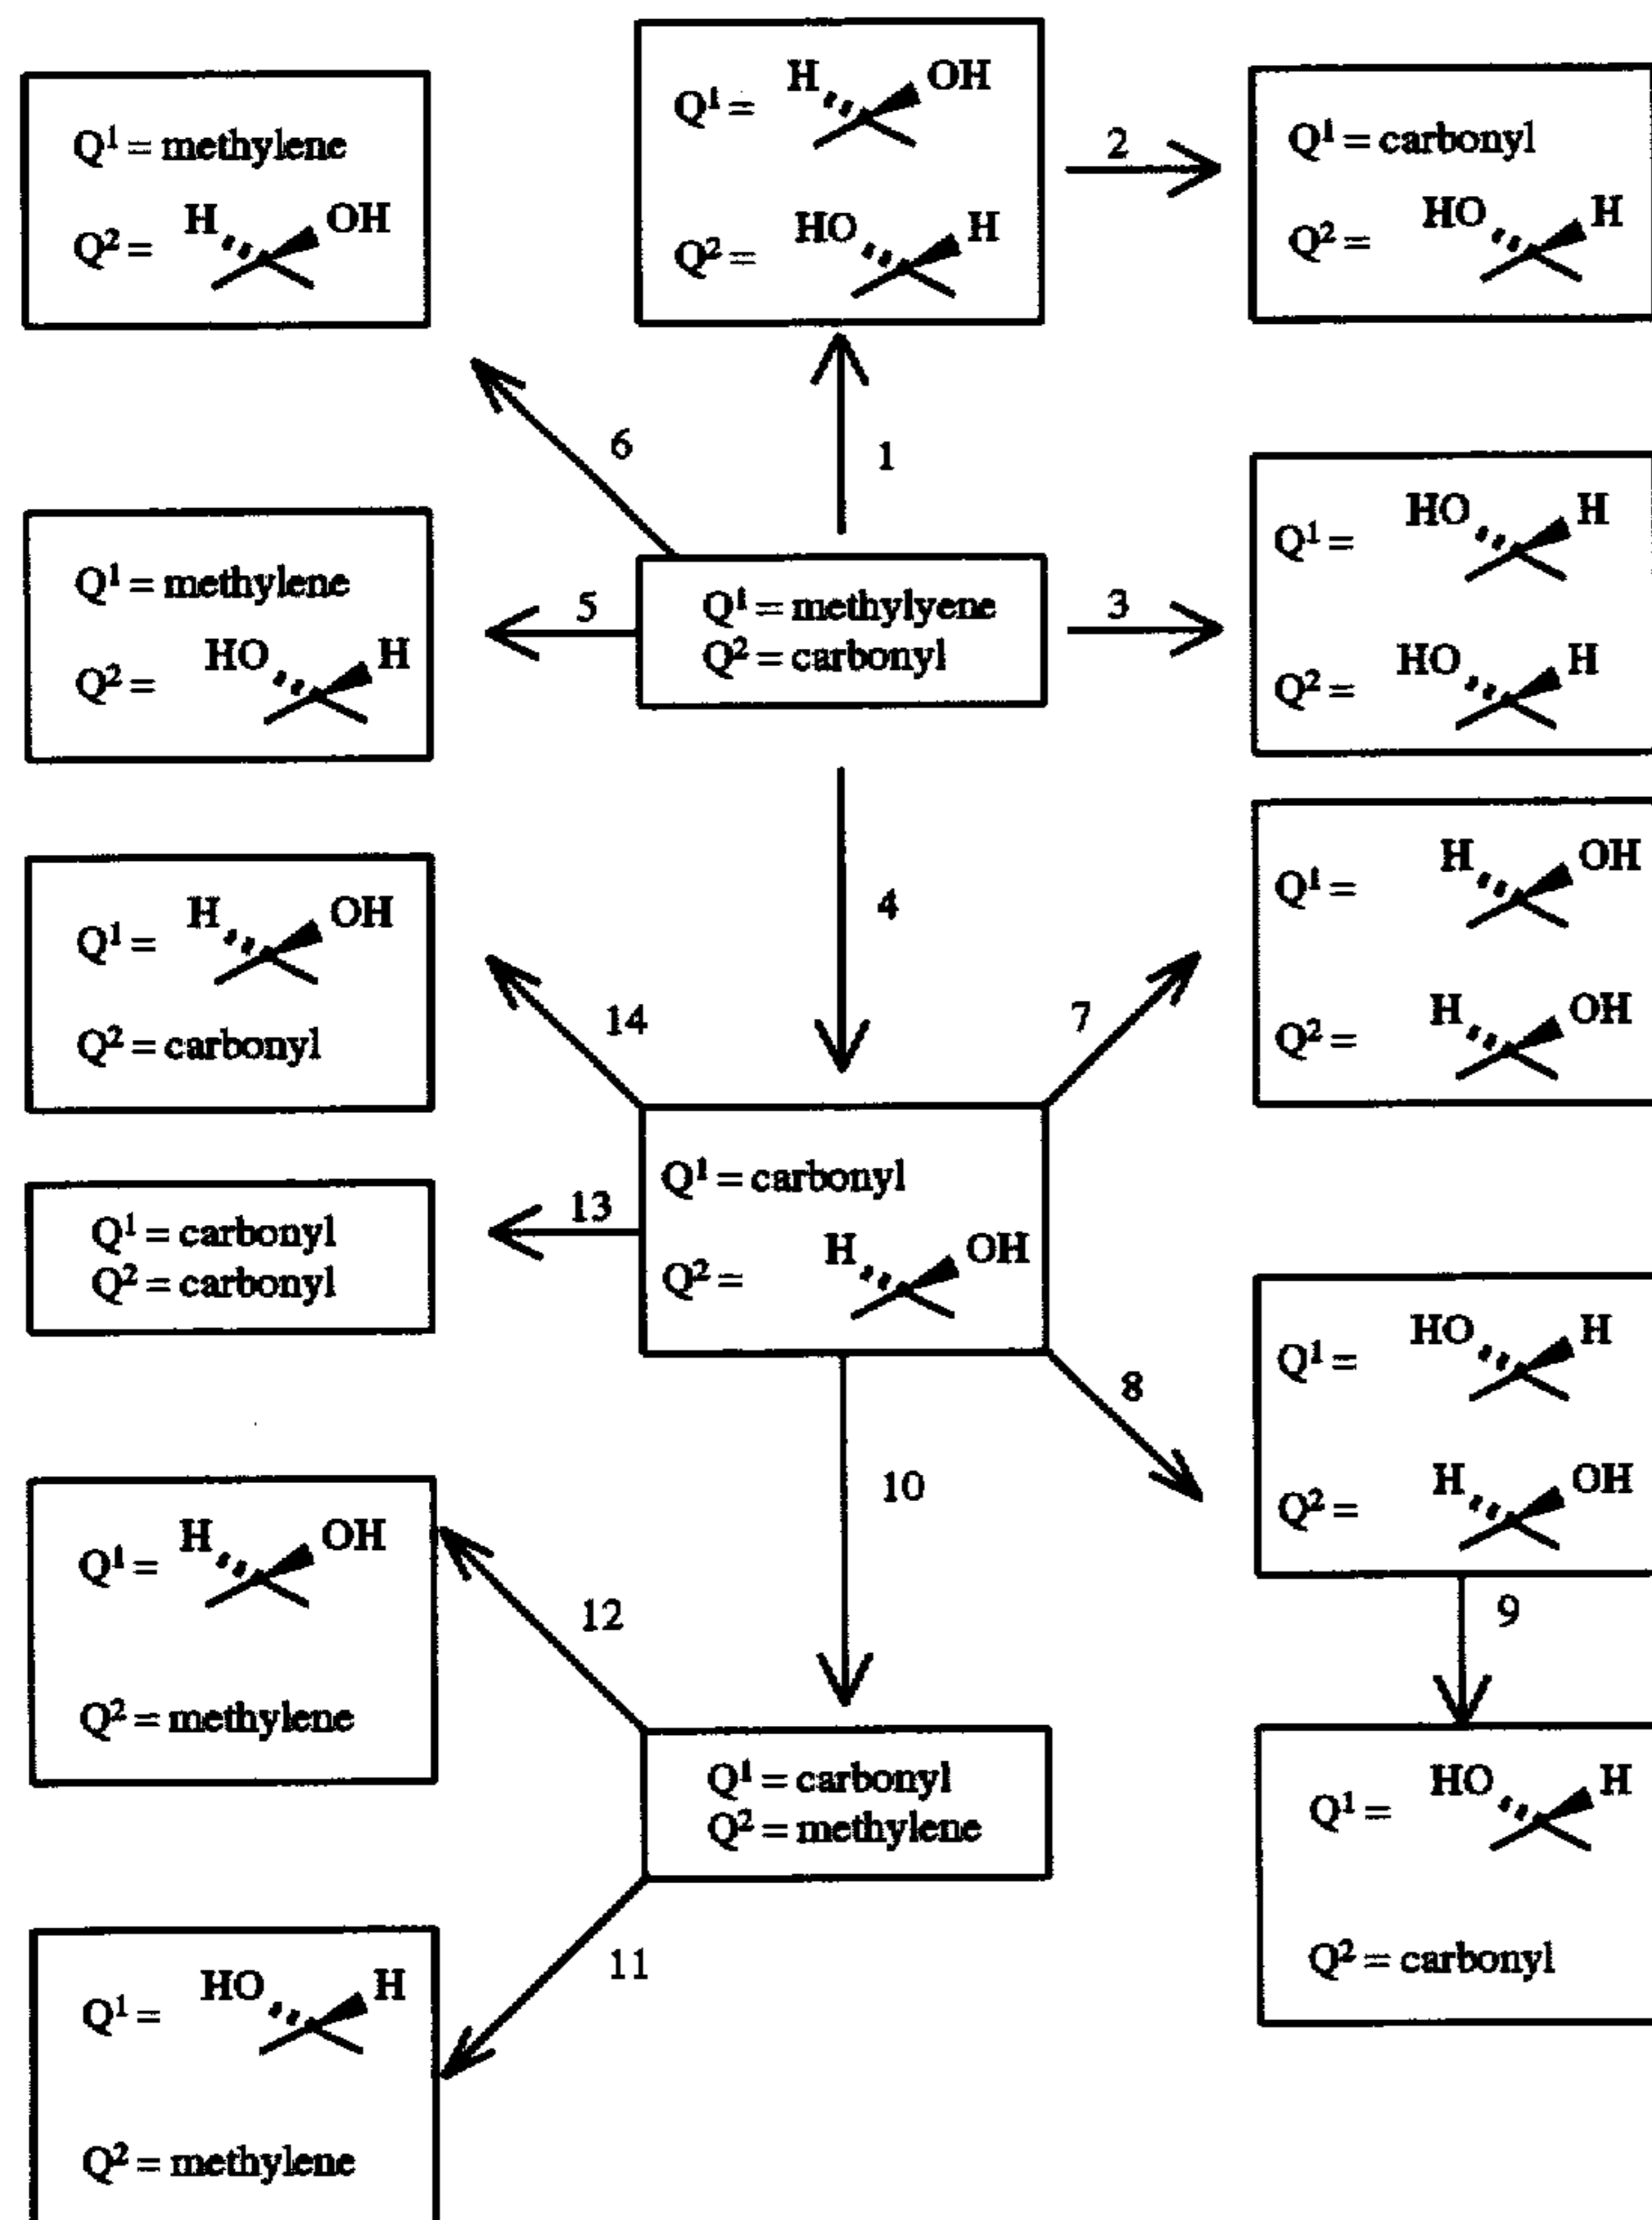 H OH
Q¹ =
HO H
Q² =
2
Q¹ = carbonyl
HO H
Q² =
Q¹ = methylene
H OH
Q² =
6
1
Q¹ = methylene
HO H
Q² =
5
Q¹ = methylyene
Q² = carbonyl
3
HO H
Q¹ =
HO H
Q² =
4
H OH
Q¹ =
Q² = carbonyl
14
7
H OH
Q¹ =
H OH
Q² =
Q¹ = carbonyl
Q² = carbonyl
13
Q¹ = carbonyl
H OH
Q² =
8
HO H
Q¹ =
H OH
Q² =
9
10
H OH
Q¹ =
Q² = methylene
12
Q¹ = carbonyl
Q² = methylene
HO H
Q¹ =
Q² = carbonyl
11
HO H
Q¹ =
Q² = methylene